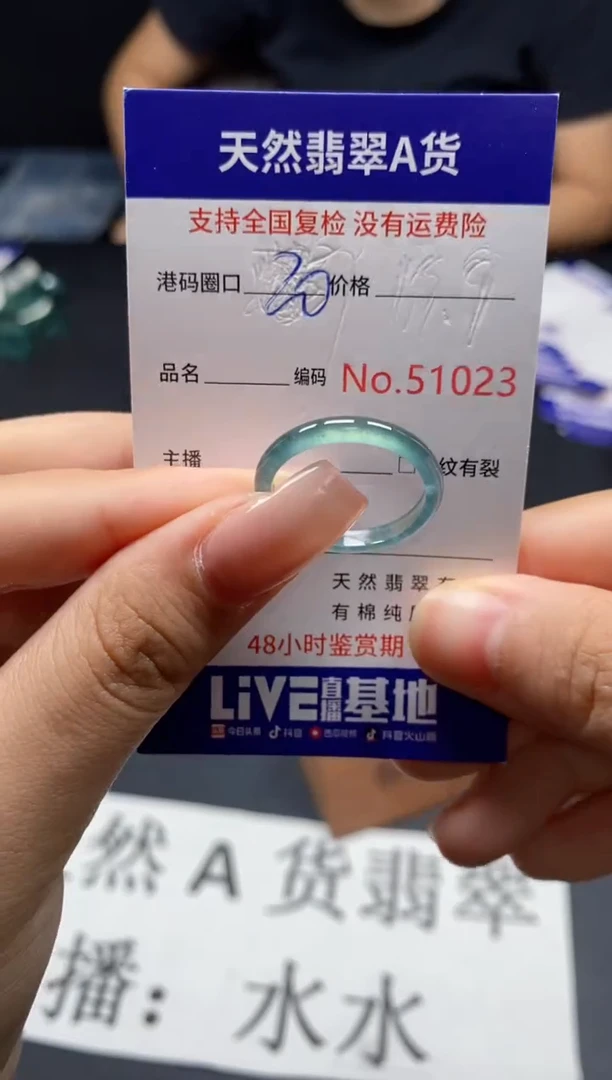 天然翡翠A货
支持全国复检 没有运费险
港码圈口 20 价格
品名 编码 No.51023
主播 纹有裂
天然翡翠
有棉纯
48小时鉴赏期
LiVE直播基地
今日头条 抖音 西瓜视频 抖音火山版
然A货翡翠
播：水水